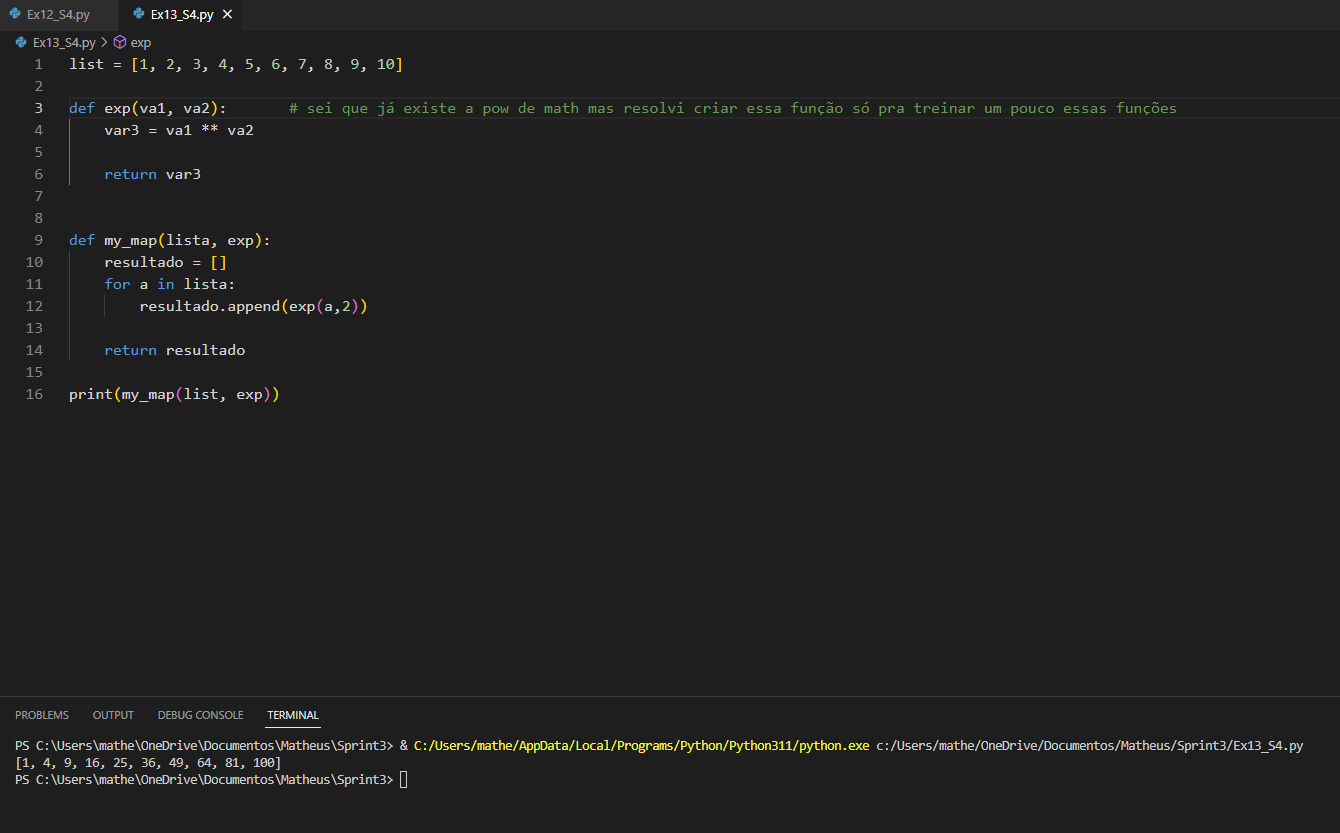 Ex12_S4.py Ex13_S4.py ×
Ex13_S4.py > exp
1 list = [1, 2, 3, 4, 5, 6, 7, 8, 9, 10]
2
3 def exp(va1, va2): # sei que já existe a pow de math mas resolvi criar essa função só pra treinar um pouco essas funções
4 var3 = va1 ** va2
5
6 return var3
7
8
9 def my_map(lista, exp):
10 resultado = []
11 for a in lista:
12 resultado.append(exp(a,2))
13
14 return resultado
15
16 print(my_map(list, exp))
PROBLEMS OUTPUT DEBUG CONSOLE TERMINAL
PS C:\Users\mathe\OneDrive\Documentos\Matheus\Sprint3> & C:/Users/mathe/AppData/Local/Programs/Python/Python311/python.exe c:/Users/mathe/OneDrive/Documentos/Matheus/Sprint3/Ex13_S4.py
[1, 4, 9, 16, 25, 36, 49, 64, 81, 100]
PS C:\Users\mathe\OneDrive\Documentos\Matheus\Sprint3>